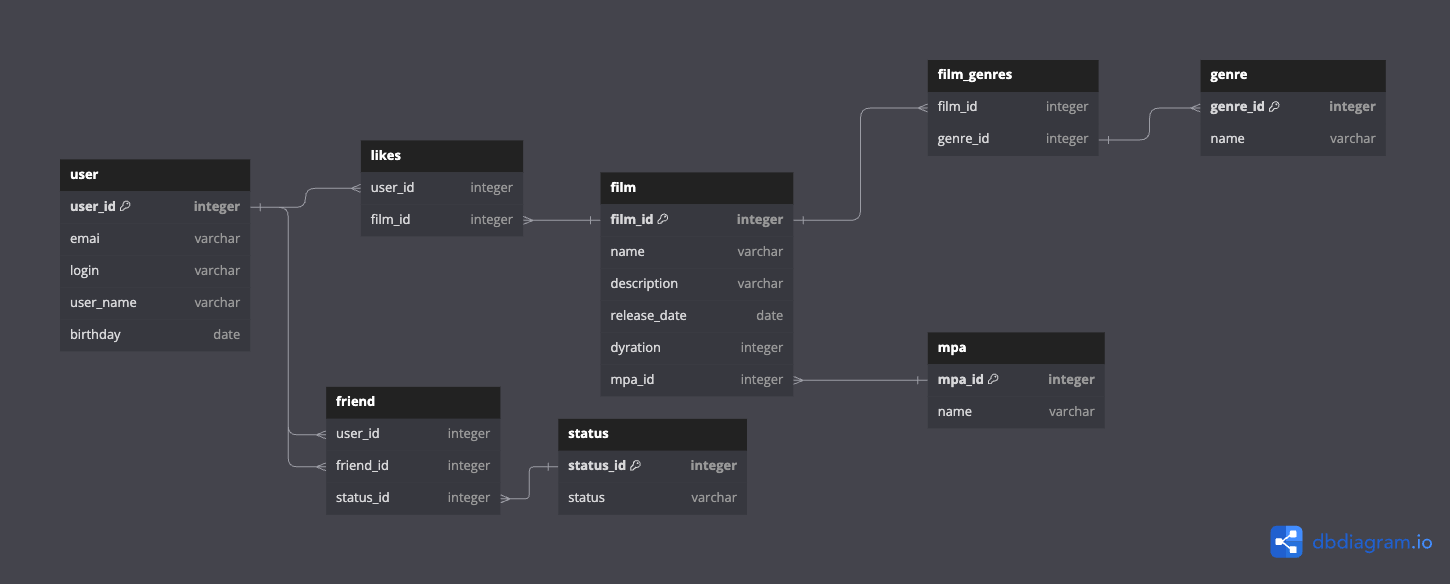 user
user_id integer
emai varchar
login varchar
user_name varchar
birthday date
likes
user_id integer
film_id integer
friend
user_id integer
friend_id integer
status_id integer
status
status_id integer
status varchar
film
film_id integer
name varchar
description varchar
release_date date
dyration integer
mpa_id integer
film_genres
film_id integer
genre_id integer
genre
genre_id integer
name varchar
mpa
mpa_id integer
name varchar
dbdiagram.io